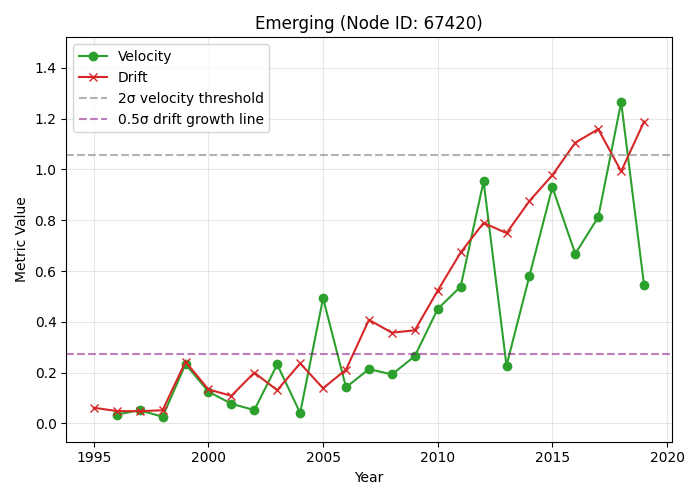 Emerging (Node ID: 67420)
Velocity
Drift
2σ velocity threshold
0.5σ drift growth line
Metric Value
1.4
1.2
1.0
0.8
0.6
0.4
0.2
0.0
1995 2000 2005 2010 2015 2020
Year